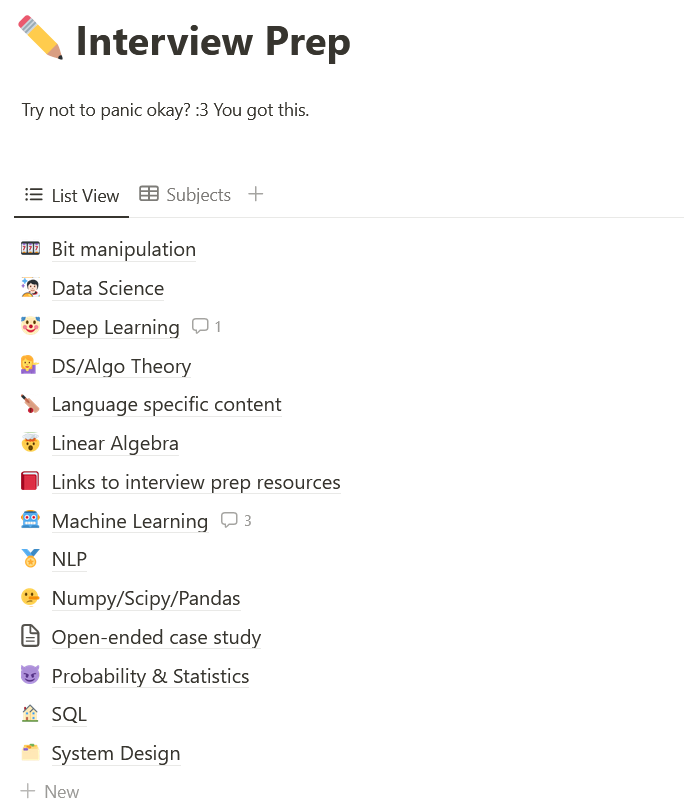 Interview Prep
Try not to panic okay? :3 You got this.
List View Subjects
Bit manipulation
Data Science
Deep Learning 1
DS/Algo Theory
Language specific content
Linear Algebra
Links to interview prep resources
Machine Learning 3
NLP
Numpy/Scipy/Pandas
Open-ended case study
Probability & Statistics
SQL
System Design
+ New